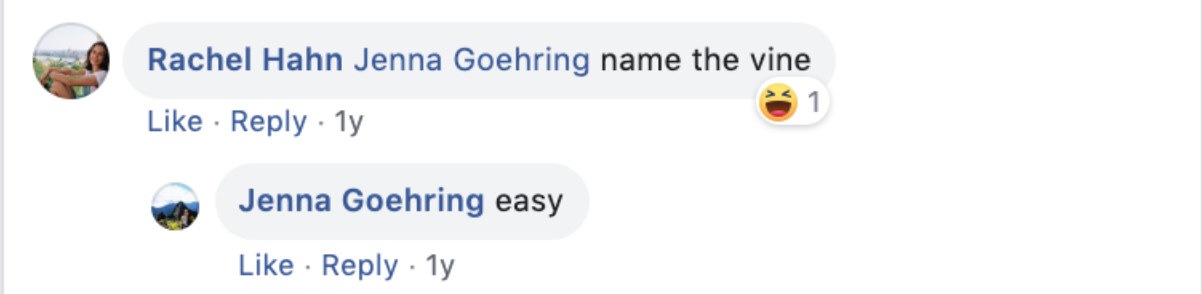 Rachel Hahn Jenna Goehring name the vine
1
Like · Reply · 1y
Jenna Goehring easy
Like · Reply · 1y